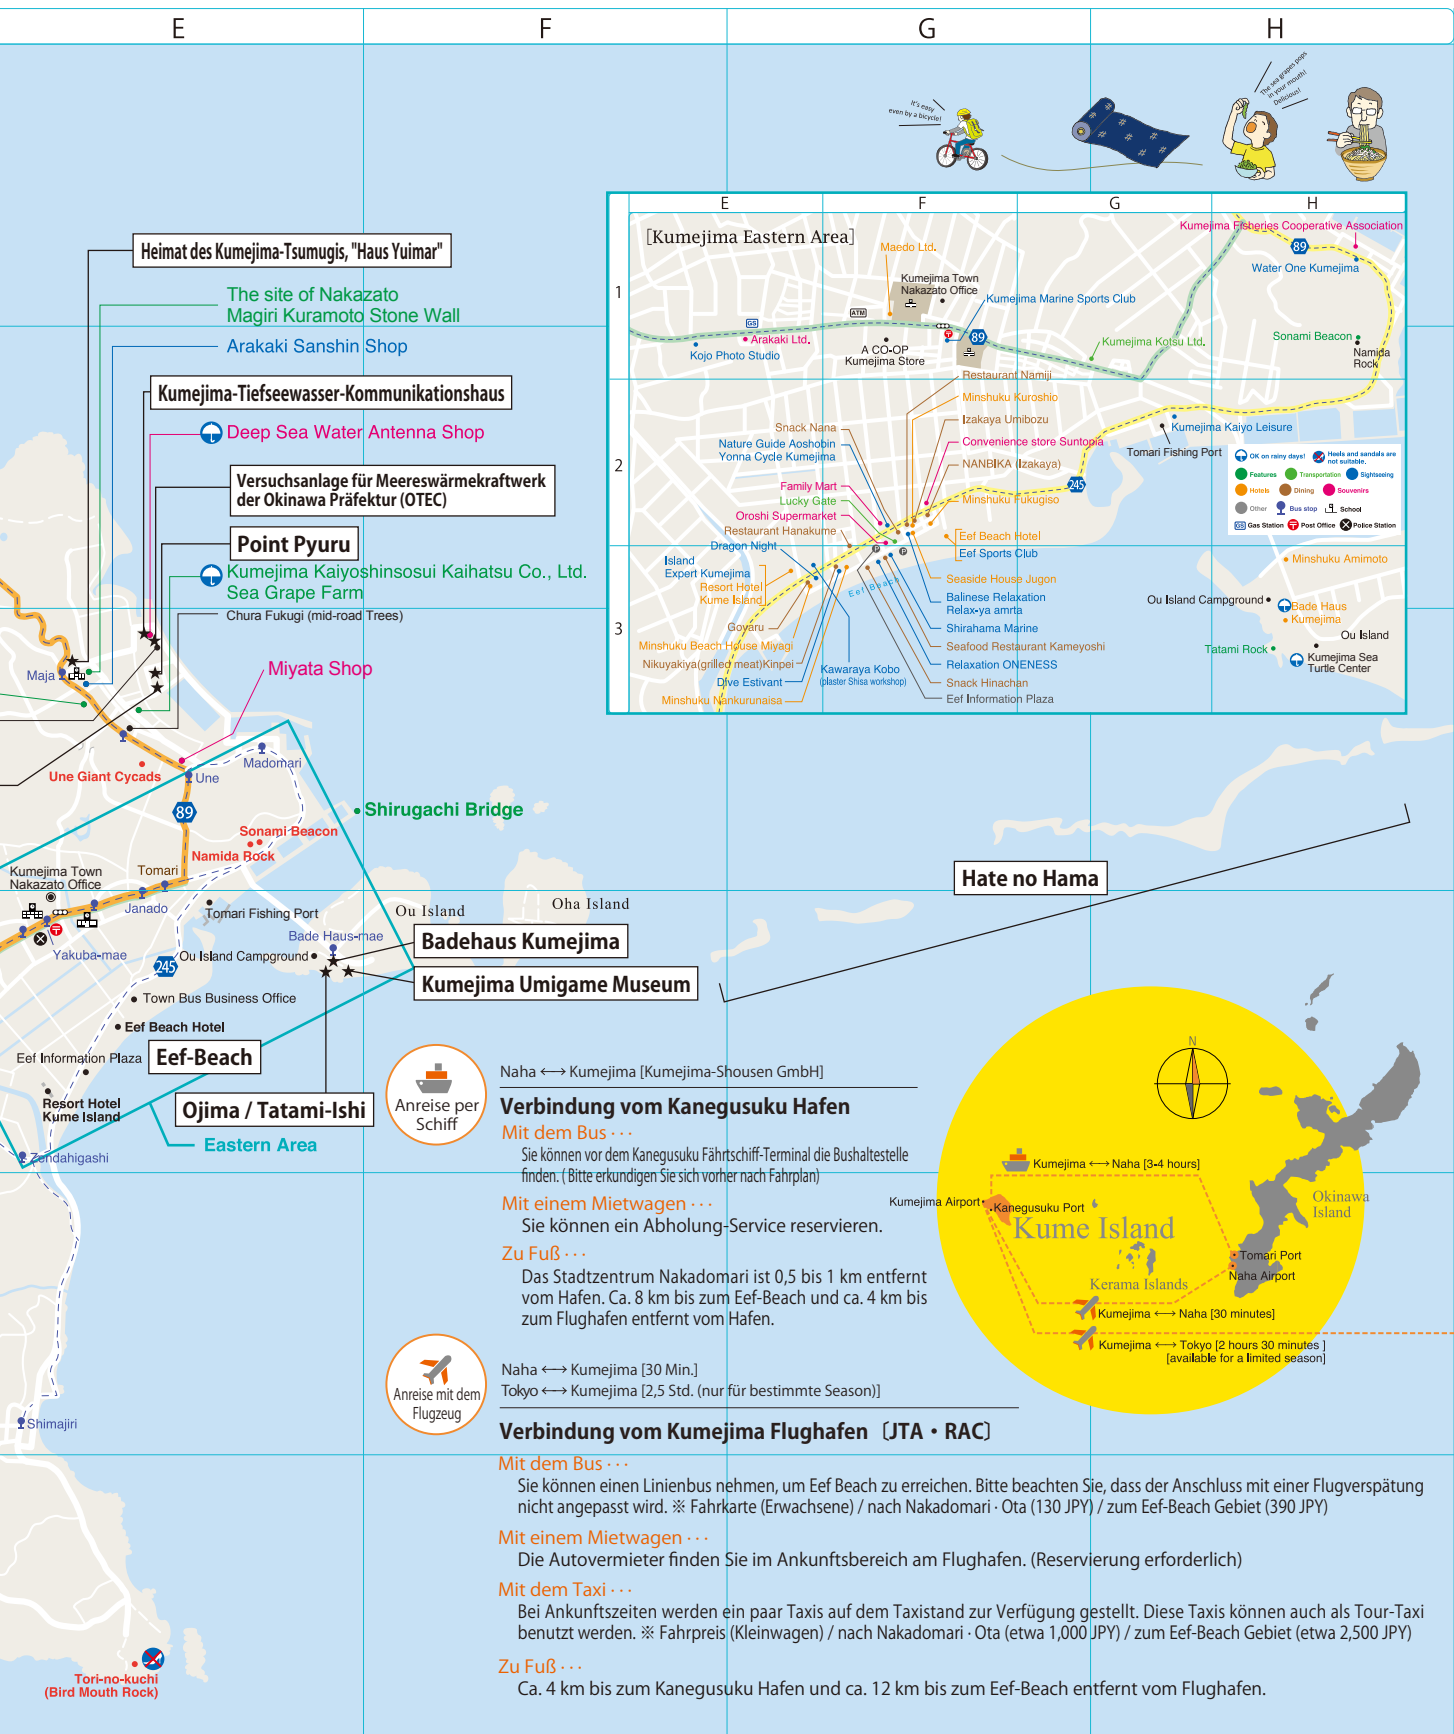 E
F
G
H
It's easy
even by a bicycle!
The sea grapes pops
in your mouth!
Delicious!
E
F
G
H
1
2
3
[Kumejima Eastern Area]
Maedo Ltd.
Kumejima Fisheries Cooperative Association
89
Water One Kumejima
Kumejima Town
Nakazato Office
Kumejima Marine Sports Club
GS
ATM
89
Arakaki Ltd.
Kojo Photo Studio
A CO-OP
Kumejima Store
Kumejima Kotsu Ltd.
Sonami Beacon
Namida
Rock
Restaurant Namiji
Minshuku Kuroshio
Izakaya Umibozu
Snack Nana
Nature Guide Aoshobin
Yonna Cycle Kumejima
Convenience store Suntopia
NANBIKA (Izakaya)
Kumejima Kaiyo Leisure
Tomari Fishing Port
245
Family Mart
Lucky Gate
Oroshi Supermarket
Restaurant Hanakume
Dragon Night
Minshuku Fukugiso
Eef Beach Hotel
Eef Sports Club
Island
Expert Kumejima
Resort Hotel
Kume Island
P
P
Eef Beach
Seaside House Jugon
Balinese Relaxation
Relax-ya amrta
Goyaru
Shirahama Marine
Minshuku Beach House Miyagi
Seafood Restaurant Kameyoshi
Nikuyakiya(grilled meat)Kinpei
Kawaraya Kobo
(plaster Shisa workshop)
Relaxation ONENESS
Dive Estivant
Snack Hinachan
Minshuku Nankurunaisa
Eef Information Plaza
OK on rainy days!
Heels and sandals are
not suitable.
Features
Transportation
Sightseeing
Hotels
Dining
Souvenirs
Other
Bus stop
School
GS Gas Station
Post Office
Police Station
Minshuku Amimoto
Ou Island Campground
Bade Haus
Kumejima
Ou Island
Tatami Rock
Kumejima Sea
Turtle Center
Heimat des Kumejima-Tsumugis, "Haus Yuimar"
The site of Nakazato
Magiri Kuramoto Stone Wall
Arakaki Sanshin Shop
Kumejima-Tiefseewasser-Kommunikationshaus
Deep Sea Water Antenna Shop
Versuchsanlage für Meereswärmekraftwerk
der Okinawa Präfektur (OTEC)
Point Pyuru
Kumejima Kaiyoshinsosui Kaihatsu Co., Ltd.
Sea Grape Farm
Chura Fukugi (mid-road Trees)
Maja
Miyata Shop
Madomari
Une Giant Cycads
Une
89
Shirugachi Bridge
Sonami Beacon
Namida Rock
Kumejima Town
Nakazato Office
Tomari
Janado
Tomari Fishing Port
Ou Island
Oha Island
Hate no Hama
Bade Haus-mae
Badehaus Kumejima
Yakuba-mae
245
Ou Island Campground
Kumejima Umigame Museum
Town Bus Business Office
Eef Beach Hotel
Eef Information Plaza
Eef-Beach
Resort Hotel
Kume Island
Ojima / Tatami-Ishi
Eastern Area
Zendahigashi
Shimajiri
Tori-no-kuchi
(Bird Mouth Rock)
Anreise per
Schiff
Naha ⟷ Kumejima [Kumejima-Shousen GmbH]
Verbindung vom Kanegusuku Hafen
Mit dem Bus · · ·
Sie können vor dem Kanegusuku Fährtschiff-Terminal die Bushaltestelle
finden. ( Bitte erkundigen Sie sich vorher nach Fahrplan)
Mit einem Mietwagen · · ·
Sie können ein Abholung-Service reservieren.
Zu Fuß · · ·
Das Stadtzentrum Nakadomari ist 0,5 bis 1 km entfernt
vom Hafen. Ca. 8 km bis zum Eef-Beach und ca. 4 km bis
zum Flughafen entfernt vom Hafen.
N
Kumejima ⟷ Naha [3-4 hours]
Kumejima Airport
Kanegusuku Port
Kume Island
Okinawa
Island
Kerama Islands
Tomari Port
Naha Airport
Kumejima ⟷ Naha [30 minutes]
Kumejima ⟷ Tokyo [2 hours 30 minutes ]
[available for a limited season]
Anreise mit dem
Flugzeug
Naha ⟷ Kumejima [30 Min.]
Tokyo ⟷ Kumejima [2,5 Std. (nur für bestimmte Season)]
Verbindung vom Kumejima Flughafen〔JTA・RAC〕
Mit dem Bus · · ·
Sie können einen Linienbus nehmen, um Eef Beach zu erreichen. Bitte beachten Sie, dass der Anschluss mit einer Flugverspätung
nicht angepasst wird. ※ Fahrkarte (Erwachsene) / nach Nakadomari · Ota (130 JPY) / zum Eef-Beach Gebiet (390 JPY)
Mit einem Mietwagen · · ·
Die Autovermieter finden Sie im Ankunftsbereich am Flughafen. (Reservierung erforderlich)
Mit dem Taxi · · ·
Bei Ankunftszeiten werden ein paar Taxis auf dem Taxistand zur Verfügung gestellt. Diese Taxis können auch als Tour-Taxi
benutzt werden. ※ Fahrpreis (Kleinwagen) / nach Nakadomari · Ota (etwa 1,000 JPY) / zum Eef-Beach Gebiet (etwa 2,500 JPY)
Zu Fuß · · ·
Ca. 4 km bis zum Kanegusuku Hafen und ca. 12 km bis zum Eef-Beach entfernt vom Flughafen.